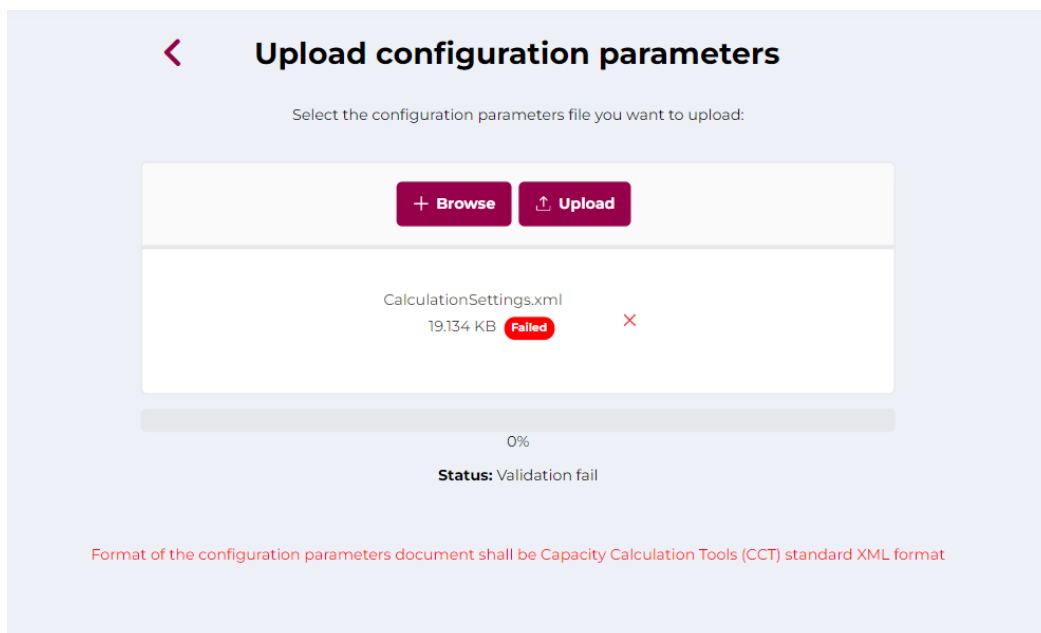 Upload configuration parameters
Select the configuration parameters file you want to upload:
Browse
Upload
CalculationSettings.xml
19.134 KB Failed
0%
Status: Validation fail
Format of the configuration parameters document shall be Capacity Calculation Tools (CCT) standard XML format